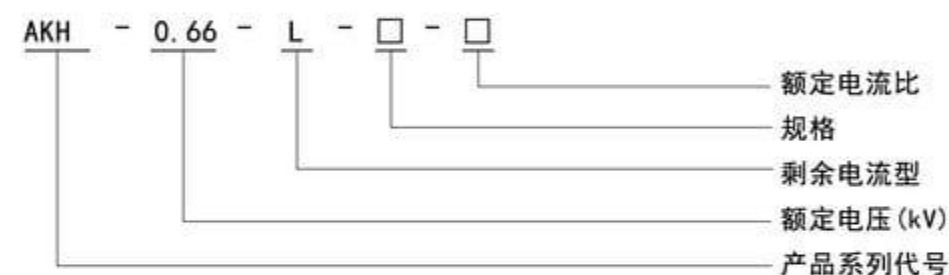 AKH - 0.66 - L - □ - □
额定电流比
规格
剩余电流型
额定电压(kV)
产品系列代号